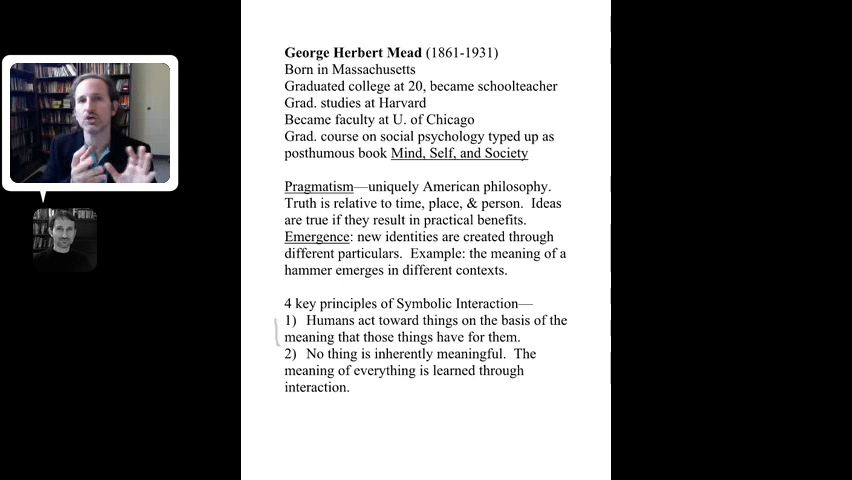 George Herbert Mead (1861-1931)
Born in Massachusetts
Graduated college at 20, became schoolteacher
Grad. studies at Harvard
Became faculty at U. of Chicago
Grad. course on social psychology typed up as
posthumous book Mind, Self, and Society
Pragmatism—uniquely American philosophy.
Truth is relative to time, place, & person.  Ideas
are true if they result in practical benefits.
Emergence: new identities are created through
different particulars.  Example: the meaning of a
hammer emerges in different contexts.
4 key principles of Symbolic Interaction—
1)  Humans act toward things on the basis of the
meaning that those things have for them.
2)  No thing is inherently meaningful.  The
meaning of everything is learned through
interaction.